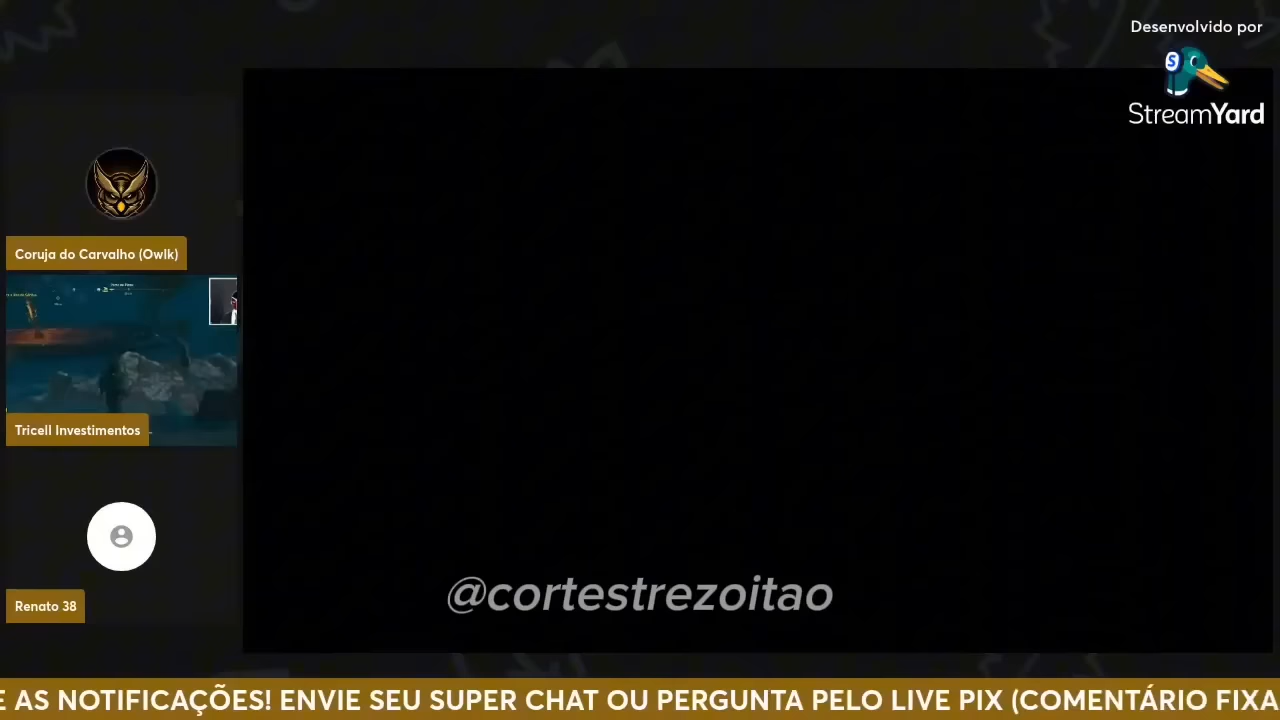 Desenvolvido por
StreamYard
Coruja do Carvalho (Owlk)
Tricell Investimentos
Renato 38
@cortestrezoitao
E AS NOTIFICAÇÕES! ENVIE SEU SUPER CHAT OU PERGUNTA PELO LIVE PIX (COMENTÁRIO FIXA